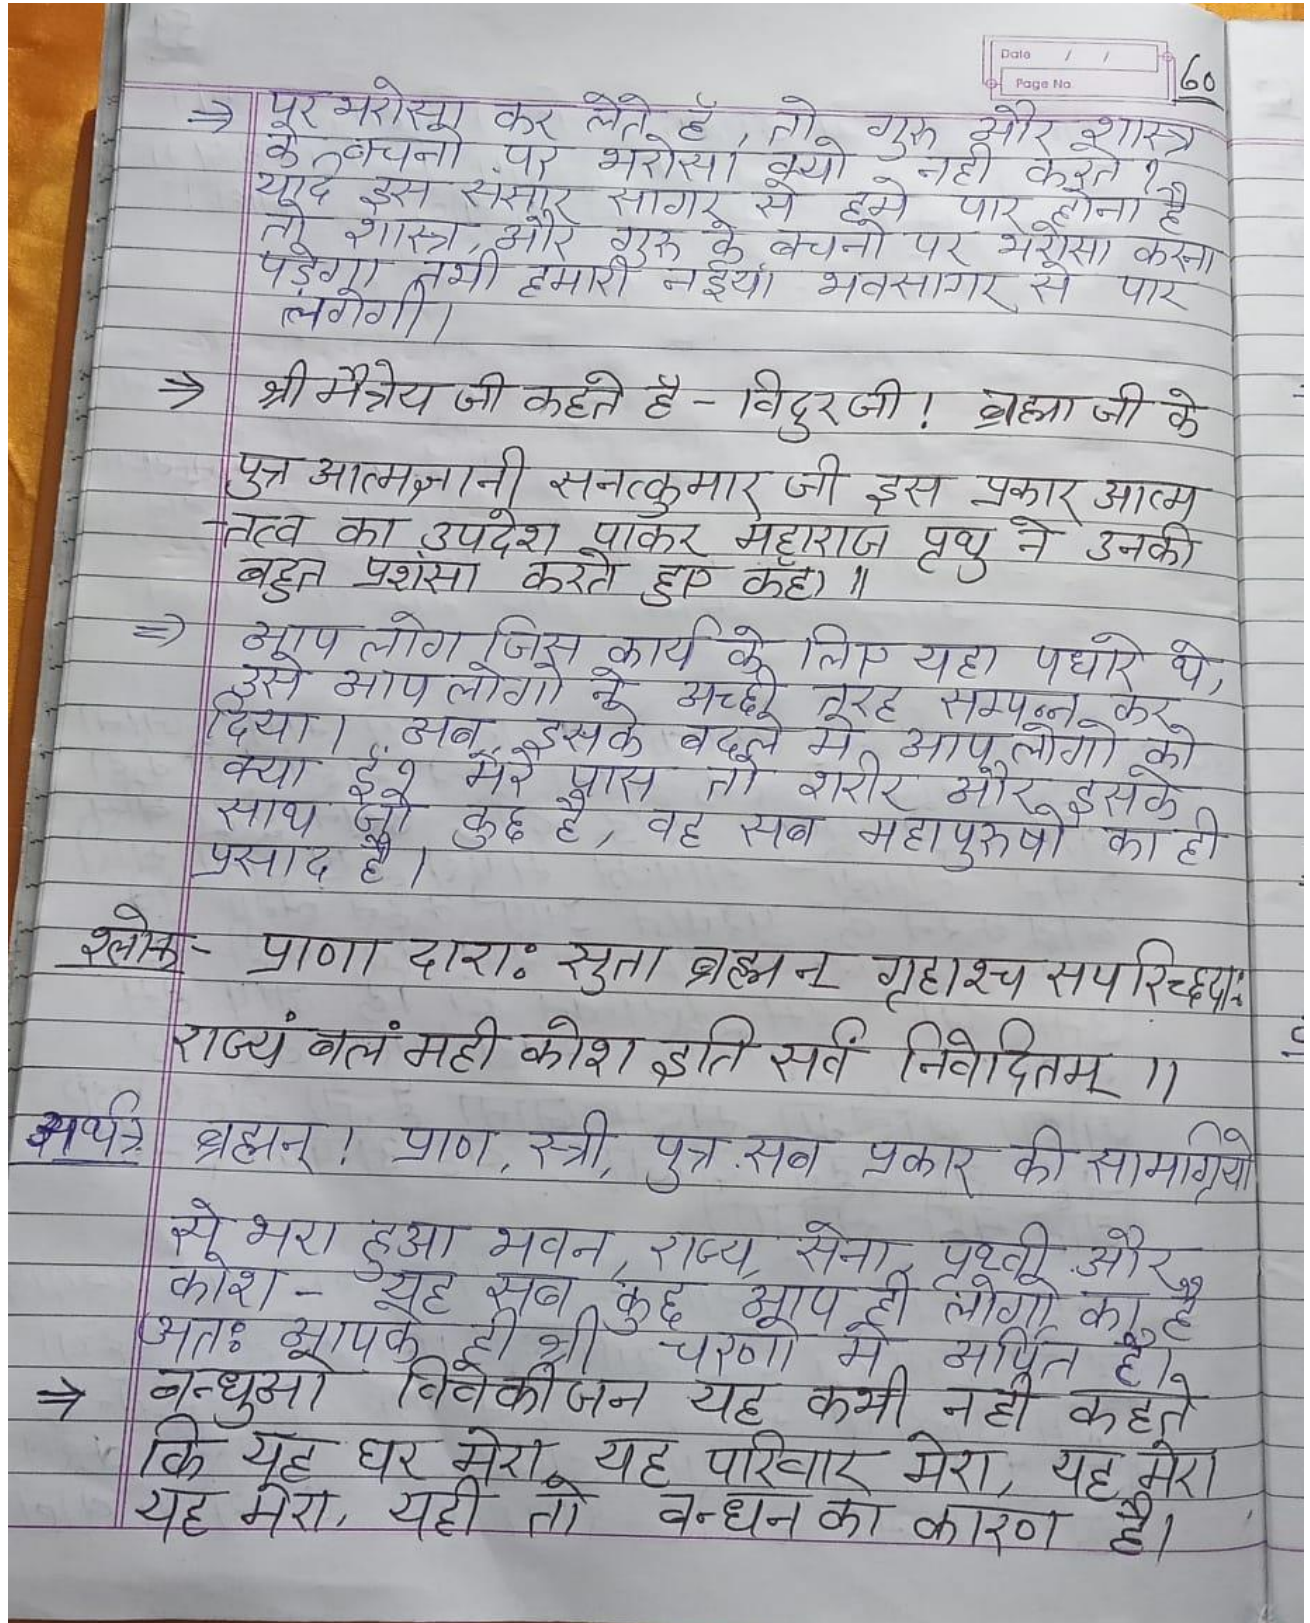 Date / /
Page No. 60
⇒ पर भरोसा कर लेते हैं, तो गुरु और शास्त्र
के वचनो पर भरोसा क्यो नही करते?
यदि इस संसार सागर से हमे पार होना है
तो शास्त्र, और गुरु के बचनो पर भरोसा करना
पड़ेगा तभी हमारी नईया भवसागर से पार
लगेगी।
⇒ श्री मैत्रेय जी कहते है - विदुर जी! ब्रह्मा जी के
पुत्र आत्मज्ञानी सनत्कुमार जी इस प्रकार आत्म
तत्व का उपदेश पाकर महाराज पृथु ने उनकी
बहुत प्रशंसा करते हुए कहा॥
⇒ आप लोग जिस कार्य के लिए यहा पधारे थे,
उसे आप लोगो ने अच्छी तरह सम्पन्न कर
दिया। अब इसके बदले मे आप लोगो को
क्या दूं? मेरे पास तो शरीर और इसके
साथ जो कुछ है, वह सब महापुरुषो का ही
प्रसाद है।
श्लोक- प्राणा दाराः सुता ब्रह्मन् गृहाश्च सपरिच्छदाः
राज्यं बलं मही कोश इति सर्वं निवेदितम् ॥
अर्थः ब्रह्मन्! प्राण, स्त्री, पुत्र सब प्रकार की सामग्रियो
से भरा हुआ भवन, राज्य, सेना, पृथ्वी और
कोश - यह सब कुछ आप ही लोगो का है
अतः आपके ही श्री चरणो मे अर्पित है।
⇒ बन्धुओ विवेकीजन यह कभी नही कहते
कि यह घर मेरा, यह परिवार मेरा, यह मेरा
यह मेरा, यही तो बन्धन का कारण है।